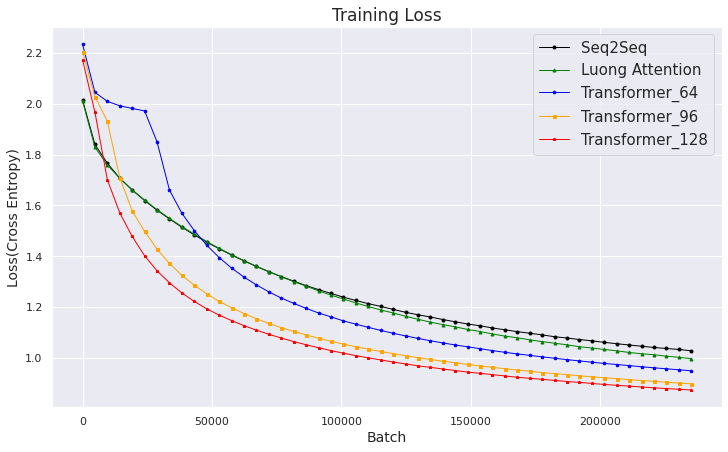 Training Loss
Loss(Cross Entropy)
2.2
2.0
1.8
1.6
1.4
1.2
1.0
Seq2Seq
Luong Attention
Transformer_64
Transformer_96
Transformer_128
0
50000
100000
150000
200000
Batch